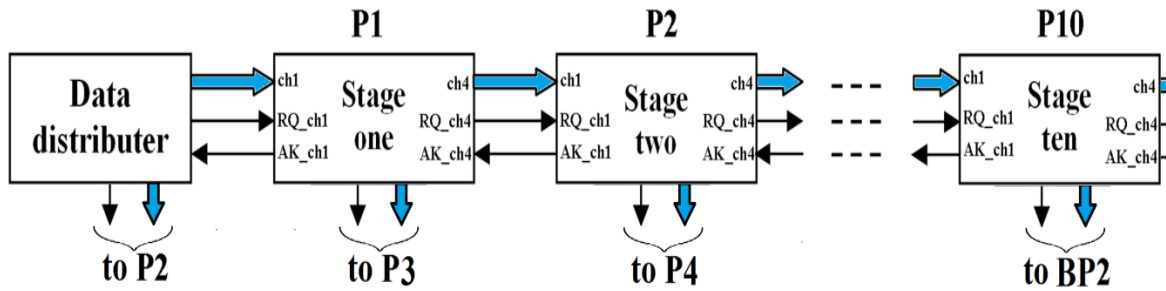 P1 P2 P10
Data distributer
ch1 Stage one ch4
RQ_ch1 RQ_ch4
AK_ch1 AK_ch4
ch1 Stage two ch4
RQ_ch1 RQ_ch4
AK_ch1 AK_ch4
ch1 Stage ten ch4
RQ_ch1 RQ_ch4
AK_ch1 AK_ch4
to P2 to P3 to P4 to BP2